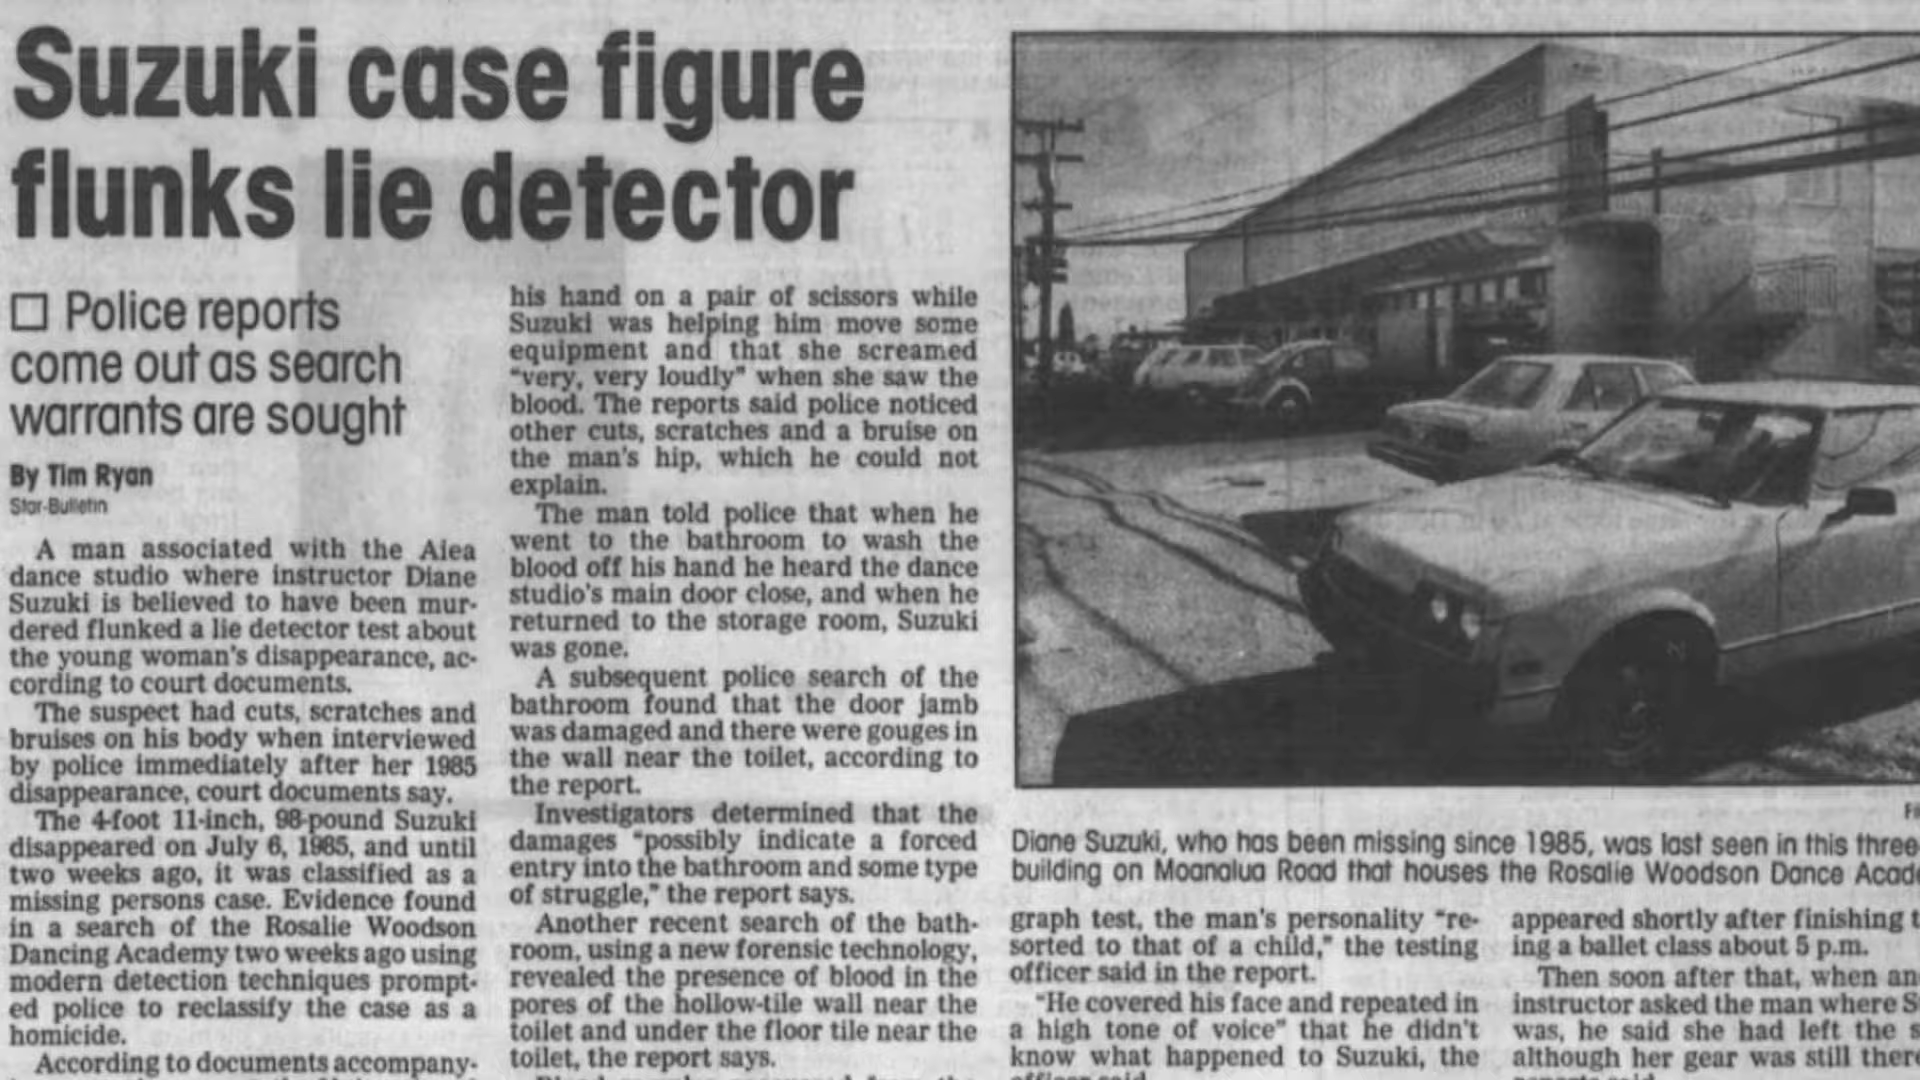 Suzuki case figure
flunks lie detector
□ Police reports
come out as search
warrants are sought
By Tim Ryan
Star-Bulletin
A man associated with the Aiea
dance studio where instructor Diane
Suzuki is believed to have been mur-
dered flunked a lie detector test about
the young woman's disappearance, ac-
cording to court documents.
The suspect had cuts, scratches and
bruises on his body when interviewed
by police immediately after her 1985
disappearance, court documents say.
The 4-foot 11-inch, 98-pound Suzuki
disappeared on July 6, 1985, and until
two weeks ago, it was classified as a
missing persons case. Evidence found
in a search of the Rosalie Woodson
Dancing Academy two weeks ago using
modern detection techniques prompt-
ed police to reclassify the case as a
homicide.
According to documents accompany-
his hand on a pair of scissors while
Suzuki was helping him move some
equipment and that she screamed
"very, very loudly" when she saw the
blood. The reports said police noticed
other cuts, scratches and a bruise on
the man's hip, which he could not
explain.
The man told police that when he
went to the bathroom to wash the
blood off his hand he heard the dance
studio's main door close, and when he
returned to the storage room, Suzuki
was gone.
A subsequent police search of the
bathroom found that the door jamb
was damaged and there were gouges in
the wall near the toilet, according to
the report.
Investigators determined that the
damages "possibly indicate a forced
entry into the bathroom and some type
of struggle," the report says.
Another recent search of the bath-
room, using a new forensic technology,
revealed the presence of blood in the
pores of the hollow-tile wall near the
toilet and under the floor tile near the
toilet, the report says.
Diane Suzuki, who has been missing since 1985, was last seen in this three-
building on Moanalua Road that houses the Rosalie Woodson Dance Acade
graph test, the man's personality "re-
sorted to that of a child," the testing
officer said in the report.
"He covered his face and repeated in
a high tone of voice" that he didn't
know what happened to Suzuki, the
officer said.
appeared shortly after finishing t
ing a ballet class about 5 p.m.
Then soon after that, when an
instructor asked the man where S
was, he said she had left the s
although her gear was still there